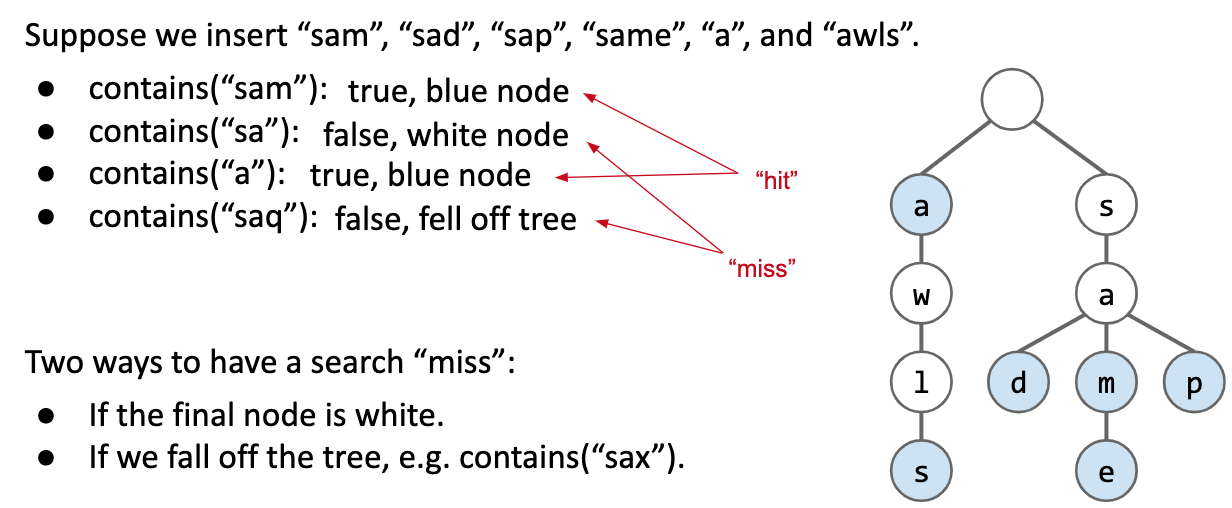 Suppose we insert “sam”, “sad”, “sap”, “same”, “a”, and “awls”.
● contains(“sam”): true, blue node
● contains(“sa”): false, white node
● contains(“a”): true, blue node
● contains(“saq”): false, fell off tree
“hit”
“miss”
Two ways to have a search “miss”:
● If the final node is white.
● If we fall off the tree, e.g. contains(“sax”).
a s
w a
l d m p
s e